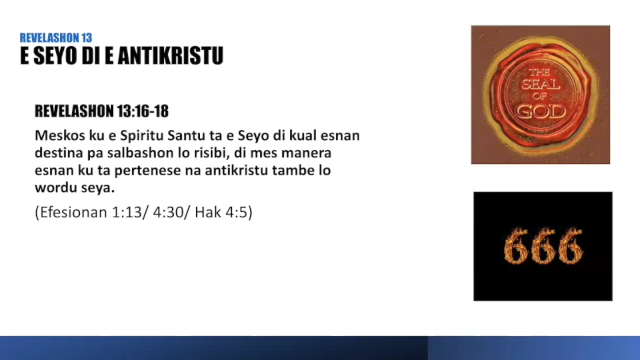 REVELASHON 13
E SEYO DI E ANTIKRISTU
REVELASHON 13:16-18
Meskos ku e Spiritu Santu ta e Seyo di kual esnan
destina pa salbashon lo risibi, di mes manera
esnan ku ta pertenese na antikristu tambe lo
wordu seya.
(Efesionan 1:13/ 4:30/ Hak 4:5)
THE
SEAL
OF
GOD
666